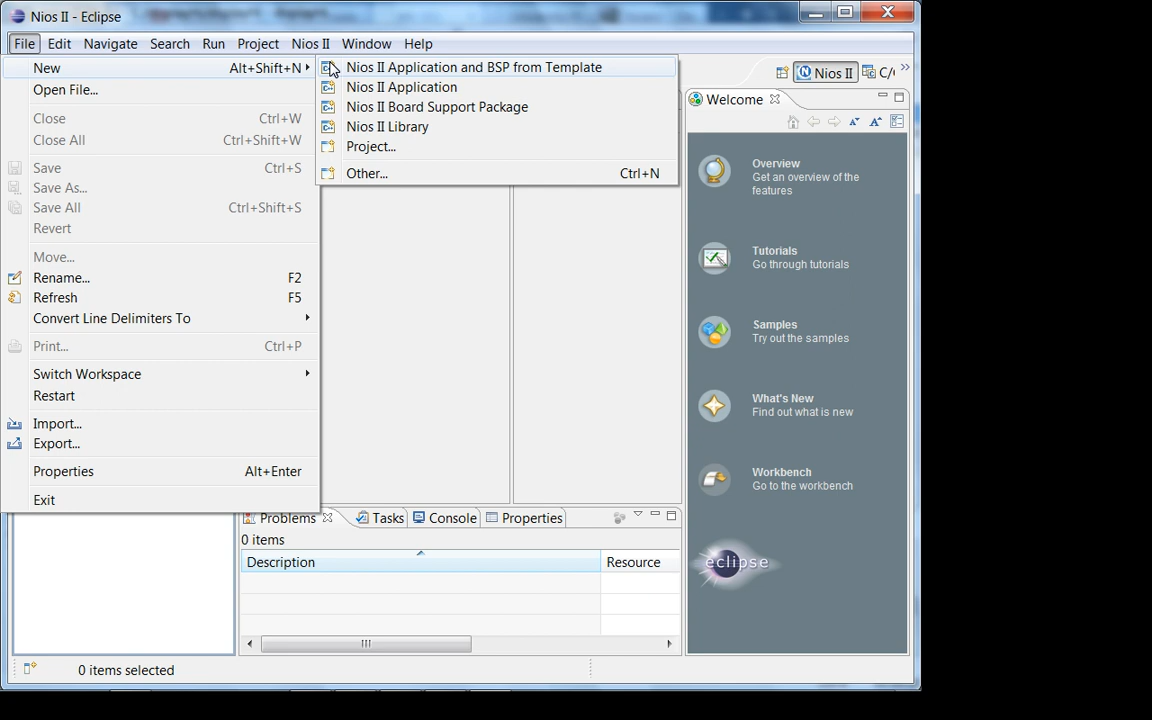 Nios II - Eclipse
File Edit Navigate Search Run Project Nios II Window Help
New Alt+Shift+N
Open File...
Close Ctrl+W
Close All Ctrl+Shift+W
Save Ctrl+S
Save As...
Save All Ctrl+Shift+S
Revert
Move...
Rename... F2
Refresh F5
Convert Line Delimiters To
Print... Ctrl+P
Switch Workspace
Restart
Import...
Export...
Properties Alt+Enter
Exit
Nios II Application and BSP from Template
Nios II Application
Nios II Board Support Package
Nios II Library
Project...
Other... Ctrl+N
Nios II C/
Welcome
Overview
Get an overview of the
features
Tutorials
Go through tutorials
Samples
Try out the samples
What's New
Find out what is new
Workbench
Go to the workbench
eclipse
Problems Tasks Console Properties
0 items
Description Resource
0 items selected